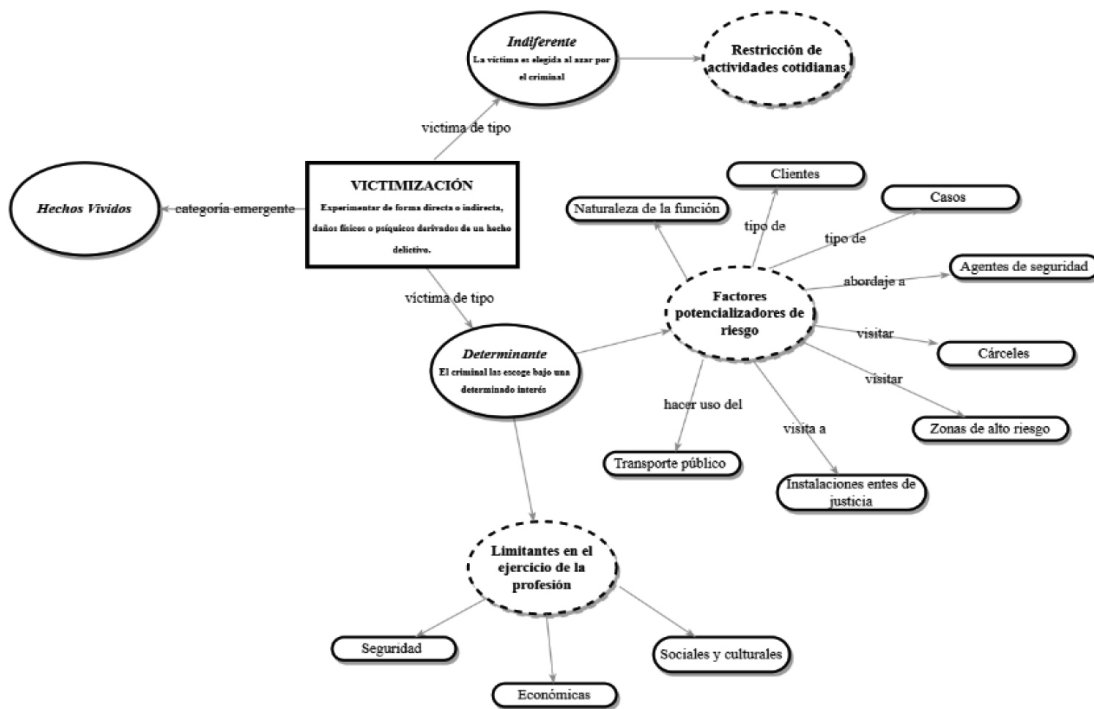 Indiferente
La víctima es elegida al azar por
el criminal
Restricción de
actividades cotidianas
victima de tipo
VICTIMIZACIÓN
Experimentar de forma directa o indirecta,
daños físicos o psíquicos derivados de un hecho
delictivo.
categoría emergente
Hechos Vividos
víctima de tipo
Determinante
El criminal las escoge bajo una
determinado interés
Factores
potencializadores de
riesgo
Naturaleza de la función
tipo de
Clientes
tipo de
Casos
abordaje a
Agentes de seguridad
visitar
Cárceles
visitar
Zonas de alto riesgo
visita a
Instalaciones entes de
justicia
hacer uso del
Transporte público
Limitantes en el
ejercicio de la
profesión
Seguridad
Económicas
Sociales y culturales